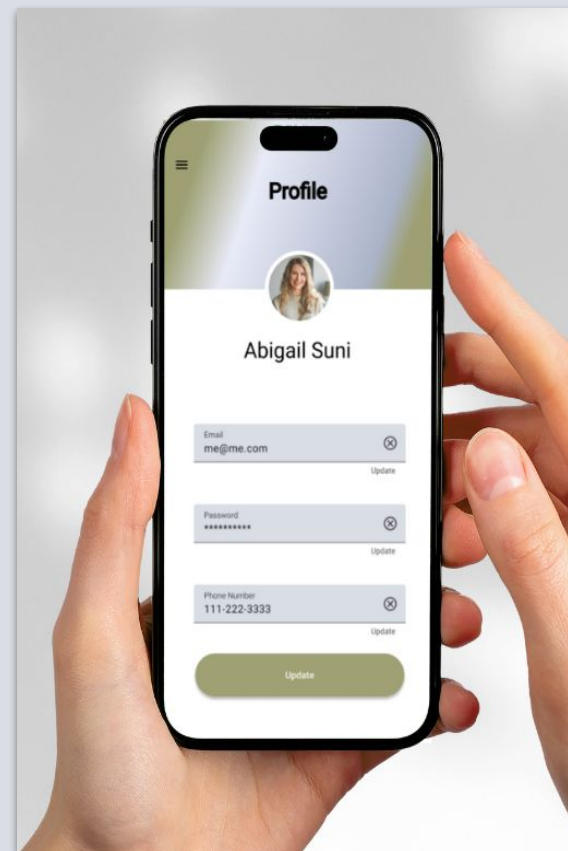 Profile
Abigail Suni
Email
me@me.com
Update
Password
**********
Update
Phone Number
111-222-3333
Update
Update